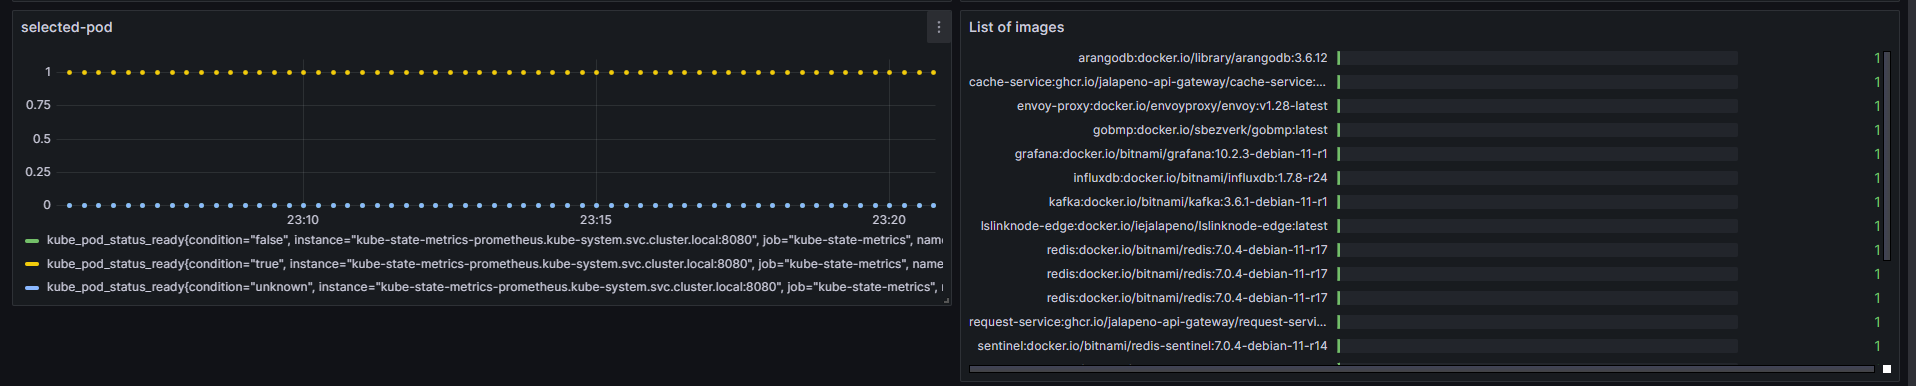 selected-pod
1
0.75
0.5
0.25
0
23:10 23:15 23:20
kube_pod_status_ready{condition="false", instance="kube-state-metrics-prometheus.kube-system.svc.cluster.local:8080", job="kube-state-metrics", name
kube_pod_status_ready{condition="true", instance="kube-state-metrics-prometheus.kube-system.svc.cluster.local:8080", job="kube-state-metrics", name
kube_pod_status_ready{condition="unknown", instance="kube-state-metrics-prometheus.kube-system.svc.cluster.local:8080", job="kube-state-metrics",
List of images
arangodb:docker.io/library/arangodb:3.6.12 1
cache-service:ghcr.io/jalapeno-api-gateway/cache-service:... 1
envoy-proxy:docker.io/envoyproxy/envoy:v1.28-latest 1
gobmp:docker.io/sbezverk/gobmp:latest 1
grafana:docker.io/bitnami/grafana:10.2.3-debian-11-r1 1
influxdb:docker.io/bitnami/influxdb:1.7.8-r24 1
kafka:docker.io/bitnami/kafka:3.6.1-debian-11-r1 1
lslinknode-edge:docker.io/iejalapeno/lslinknode-edge:latest 1
redis:docker.io/bitnami/redis:7.0.4-debian-11-r17 1
redis:docker.io/bitnami/redis:7.0.4-debian-11-r17 1
redis:docker.io/bitnami/redis:7.0.4-debian-11-r17 1
request-service:ghcr.io/jalapeno-api-gateway/request-servi... 1
sentinel:docker.io/bitnami/redis-sentinel:7.0.4-debian-11-r14 1